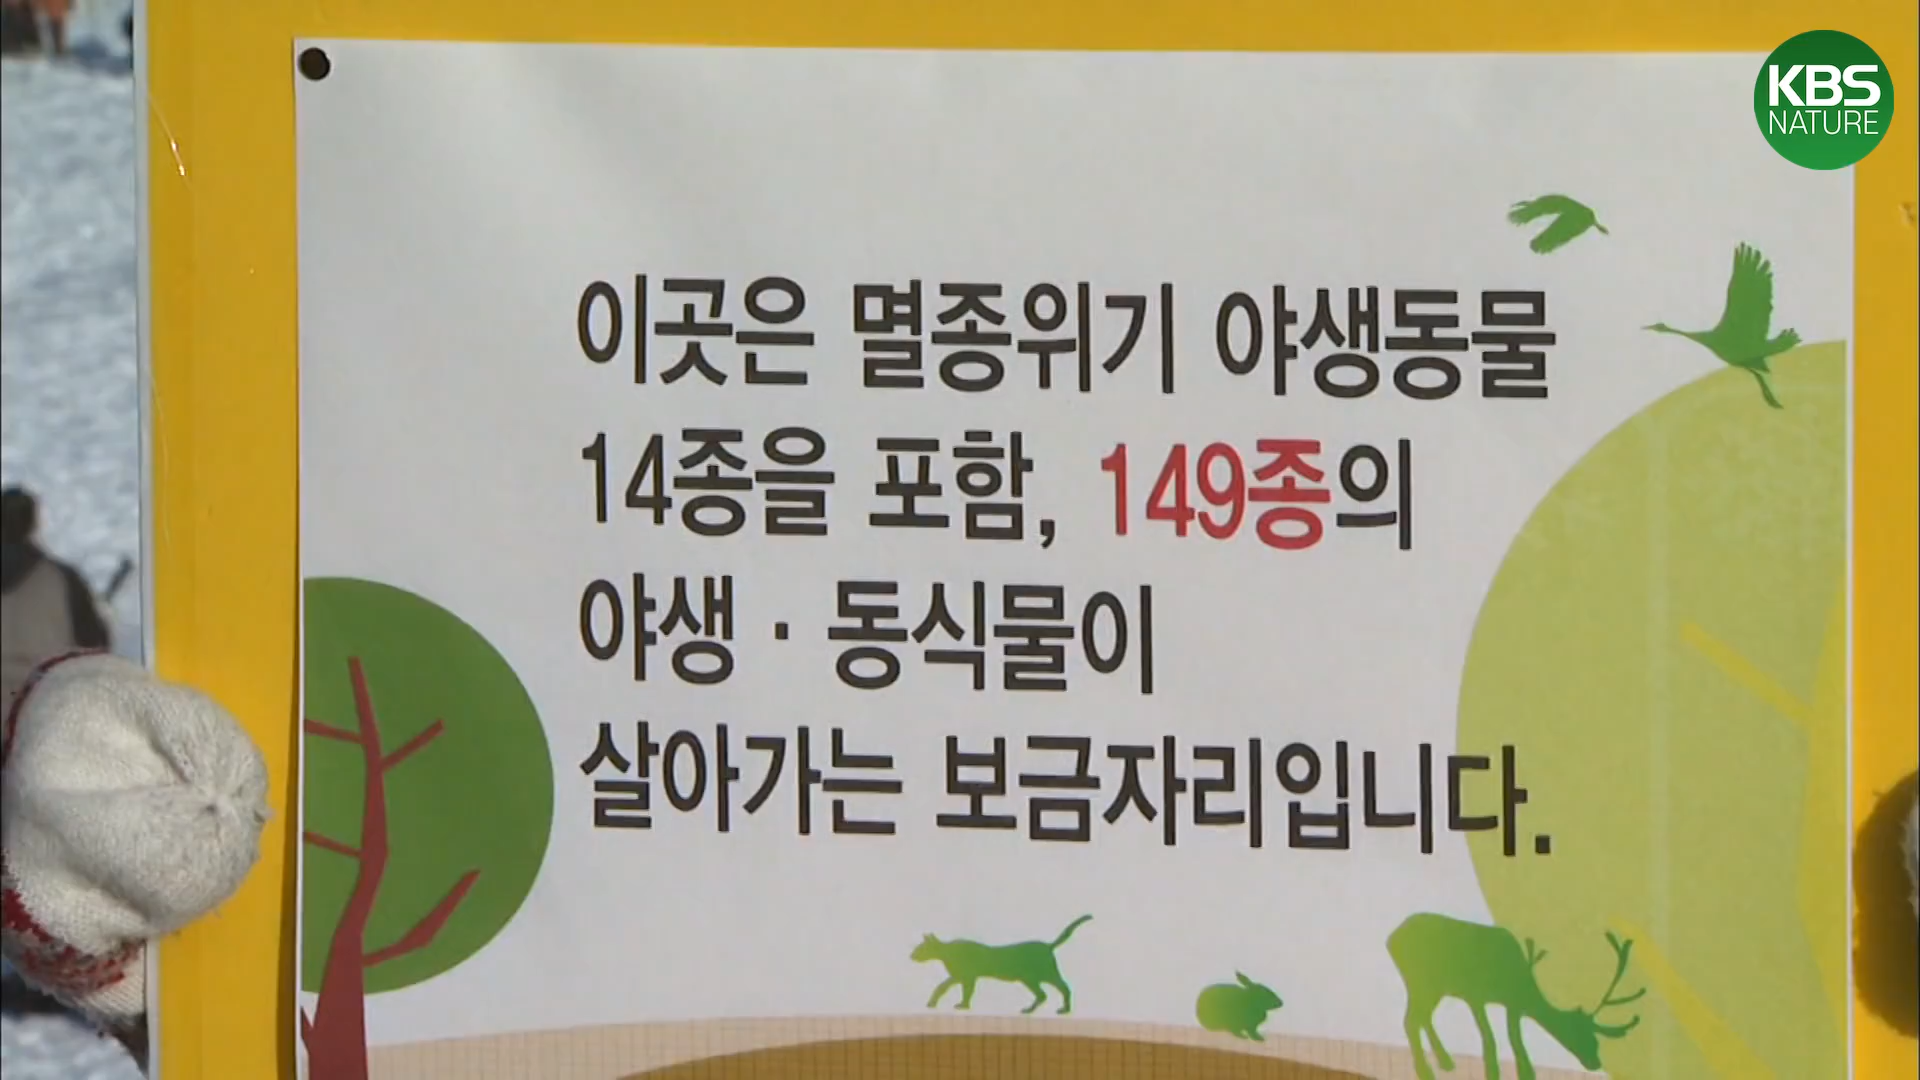 KBS
NATURE
이곳은 멸종위기 야생동물
14종을 포함, 149종의
야생 · 동식물이
살아가는 보금자리입니다.